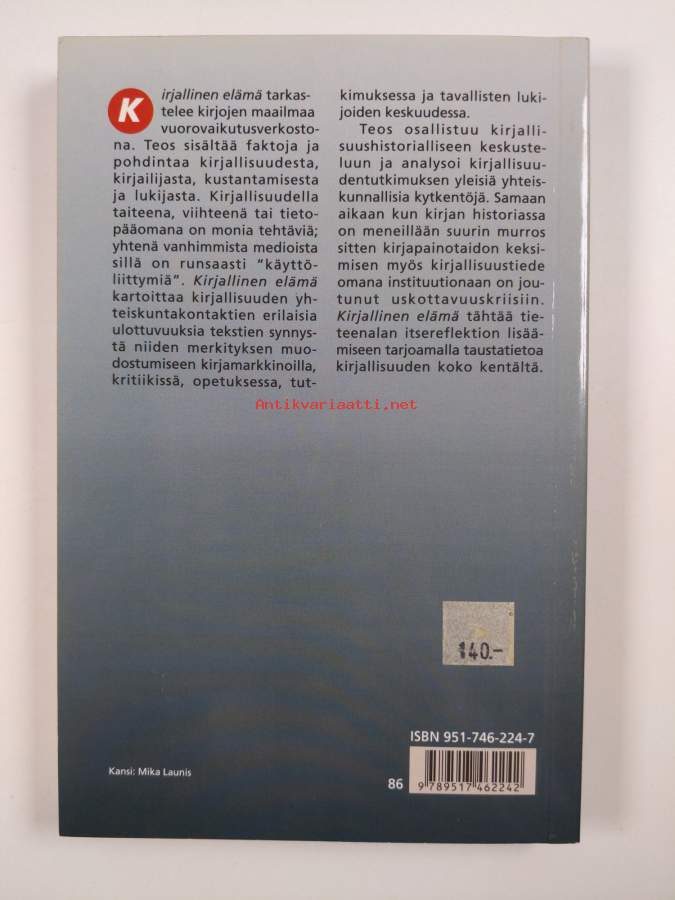 Kirjallinen elämä tarkas-
telee kirjojen maailmaa
vuorovaikutusverkosto-
na. Teos sisältää faktoja ja
pohdintaa kirjallisuudesta,
kirjailijasta, kustantamisesta
ja lukijasta. Kirjallisuudella
taiteena, viihteenä tai tieto-
pääomana on monia tehtäviä;
yhtenä vanhimmista medioista
sillä on runsaasti "käyttö-
liittymiä". Kirjallinen elämä
kartoittaa kirjallisuuden yh-
teiskuntakontaktien erilaisia
ulottuvuuksia tekstien synnys-
tä niiden merkityksen muo-
dostumiseen kirjamarkkinoilla,
kritiikissä, opetuksessa, tut-
kimuksessa ja tavallisten luki-
joiden keskuudessa.
Teos osallistuu kirjalli-
suushistorialliseen keskuste-
luun ja analysoi kirjallisuu-
dentutkimuksen yleisiä yhteis-
kunnallisia kytkentöjä. Samaan
aikaan kun kirjan historiassa
on meneillään suurin murros
sitten kirjapainotaidon keksi-
misen myös kirjallisuustiede
omana instituutionaan on jou-
tunut uskottavuuskriisiin.
Kirjallinen elämä tähtää tie-
teenalan itsereflektion lisää-
miseen tarjoamalla taustatietoa
kirjallisuuden koko kentältä.
Antikvariaatti.net
140.-
ISBN 951-746-224-7
Kansi: Mika Launis
86
9 789517 462242